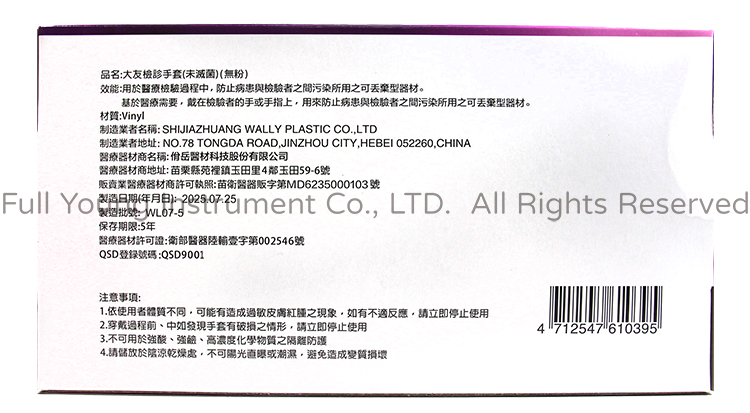 品名:大友檢診手套(未滅菌)(無粉)
效能:用於醫療檢驗過程中，防止病患與檢驗者之間污染所用之可丟棄型器材。
基於醫療需要，戴在檢驗者的手或手指上，用來防止病患與檢驗者之間污染所用之可丟棄型器材。
材質:Vinyl
制造業者名稱: SHIJIAZHUANG WALLY PLASTIC CO.,LTD
制造業者地址: NO.78 TONGDA ROAD,JINZHOU CITY,HEBEI 052260,CHINA
醫療器材商名稱:佾岳醫材科技股份有限公司
醫療器材商地址:苗栗縣苑裡鎮玉田里4鄰玉田59-6號
販賣業醫療器材商許可執照:苗衛醫器販字第MD6235000103號
製造日期(年月日): 2025.07.25
Full Young Instrument Co., LTD. All Rights Reserved
製造批號: WL07-5
保存期限:5年
醫療器材許可證:衛部醫器陸輸壹字第002546號
QSD登錄號碼:QSD9001
注意事項:
1.依使用者體質不同，可能有造成過敏皮膚紅腫之現象，如有不適反應，請立即停止使用
2.穿戴過程前、中如發現手套有破損之情形，請立即停止使用
3.不可用於強酸、強鹼、高濃度化學物質之隔離防護
4.請儲放於陰涼乾燥處，不可陽光直曝或潮濕，避免造成變質損壞
4 712547 610395